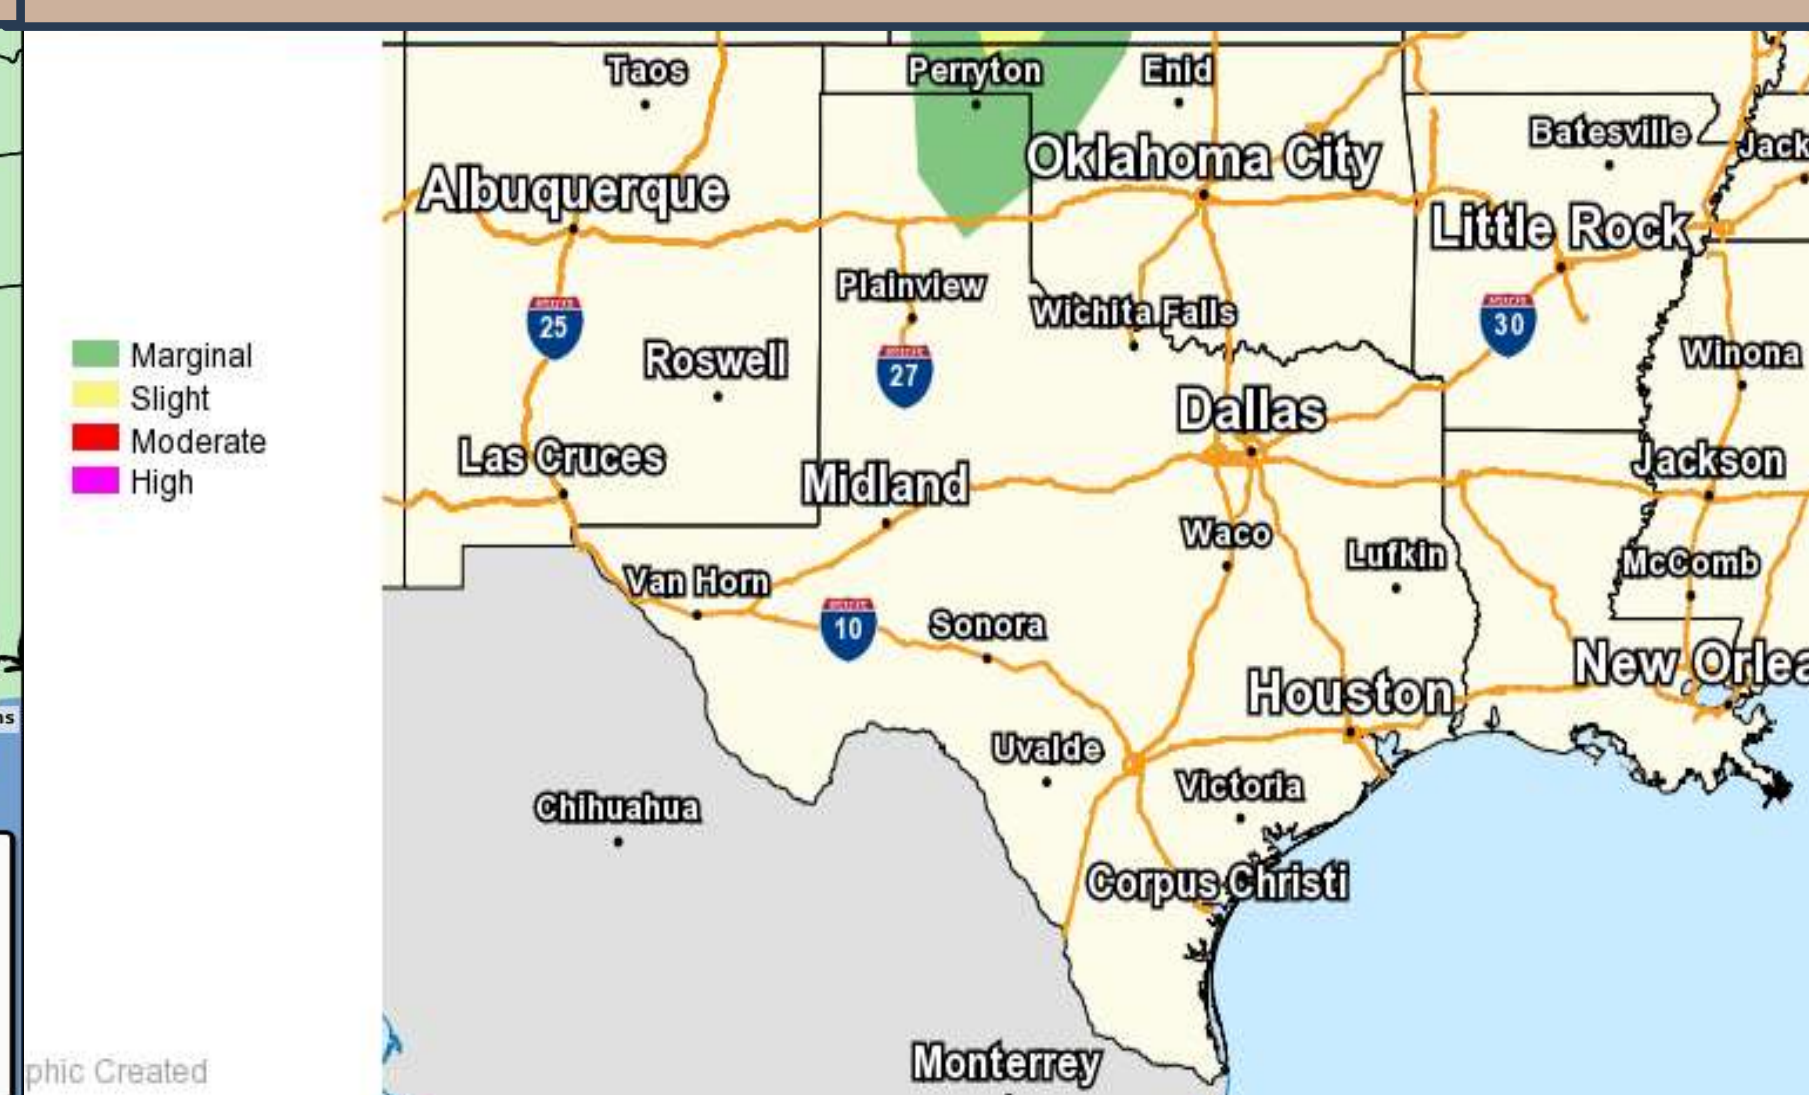 Taos
Perryton
Enid
Batesville
Jack
Oklahoma City
Albuquerque
Little Rock
Plainview
Wichita Falls
25
30
Marginal
Roswell
27
Winona
Slight
Dallas
Moderate
Las Cruces
Jackson
High
Midland
Waco
Lufkin
McComb
Van Horn
10
Sonora
New Orlea
Houston
ns
Uvalde
Victoria
Chihuahua
Corpus Christi
Monterrey
phic Created